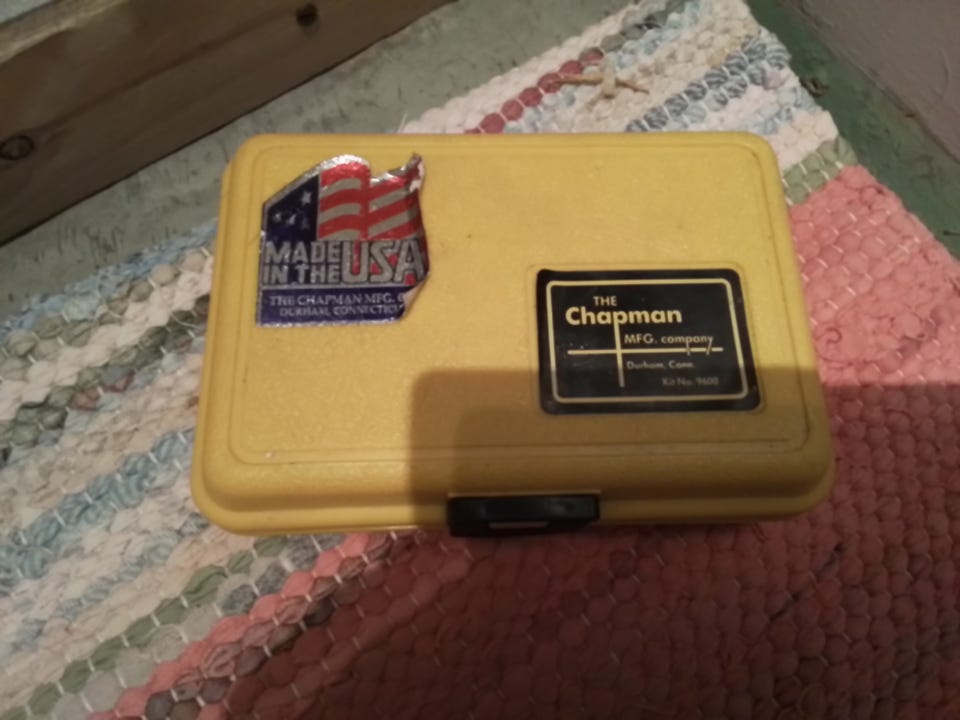 MADE
IN THE USA
THE CHAPMAN MFG.
DURHAM, CONNECTICU
THE
Chapman
MFG. company
Durham, Conn.
Kit No. 9600